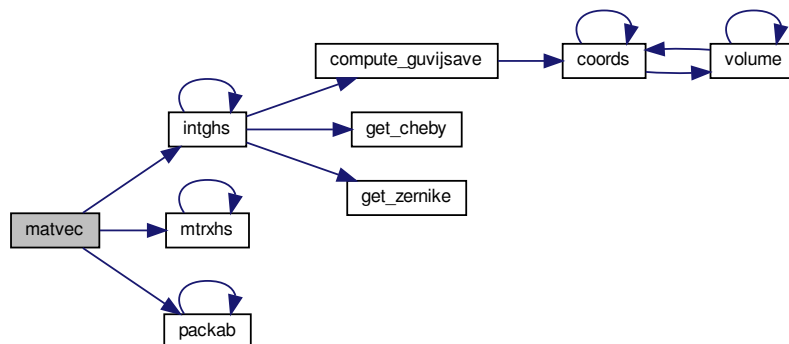 compute_guvijsave
coords
volume
intghs
get_cheby
get_zernike
matvec
mtrxhs
packab